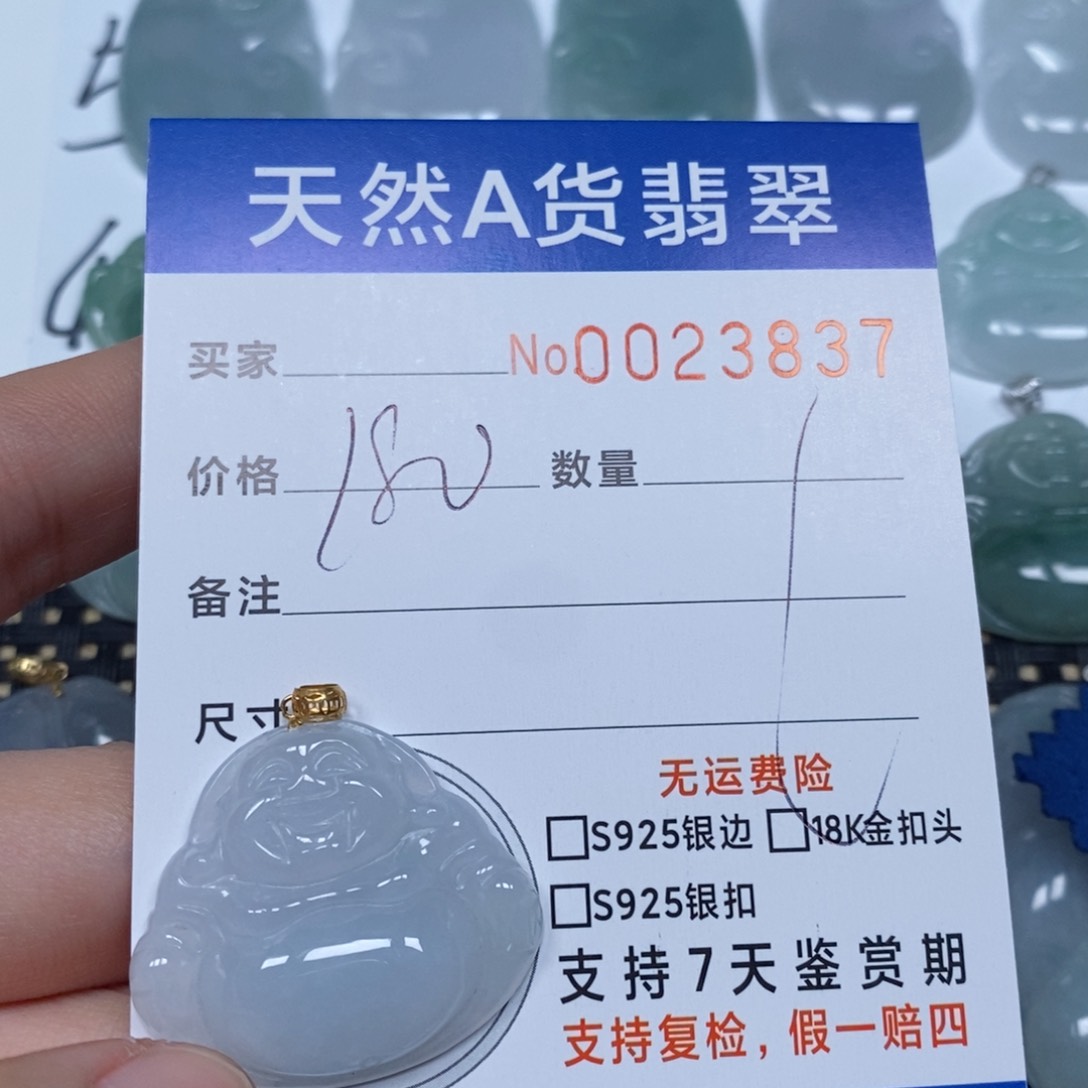 天然A货翡翠
买家 No.0023837
价格 180 数量 1
备注
尺寸
无运费险
□S925银边 □18K金扣头
□S925银扣
支持7天鉴赏期
支持复检，假一赔四